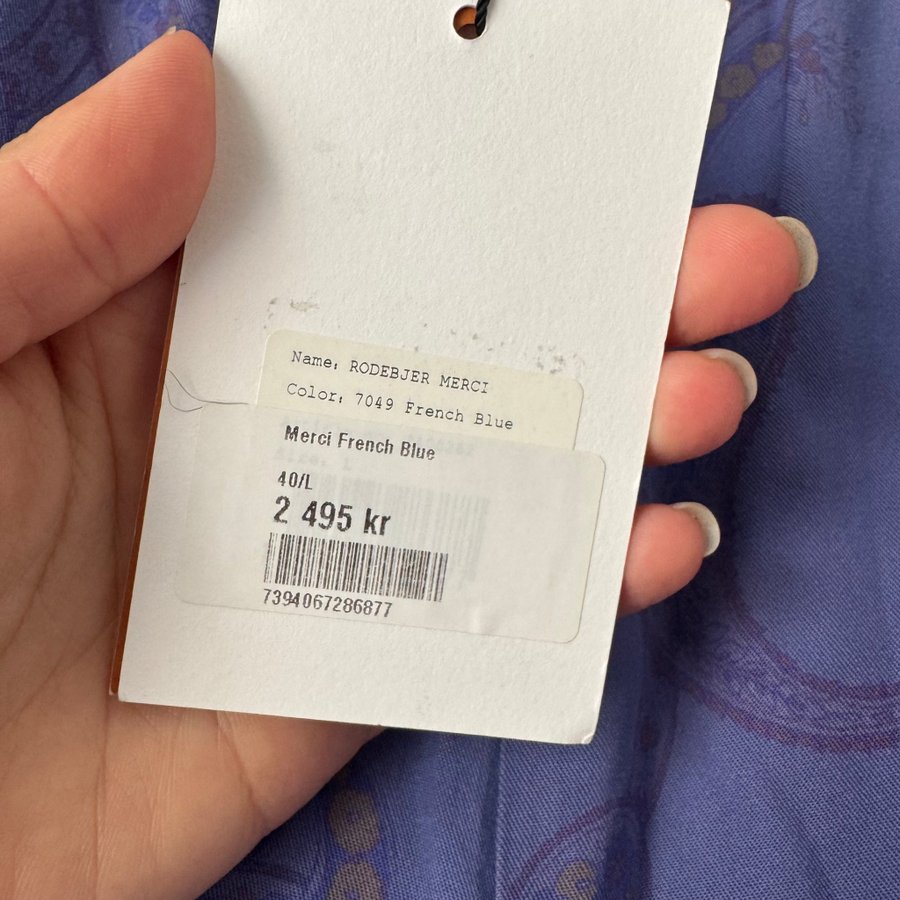 Name: RODEBJER MERCI
Color: 7049 French Blue
Merci French Blue
40/L
2 495 kr
7394067286877